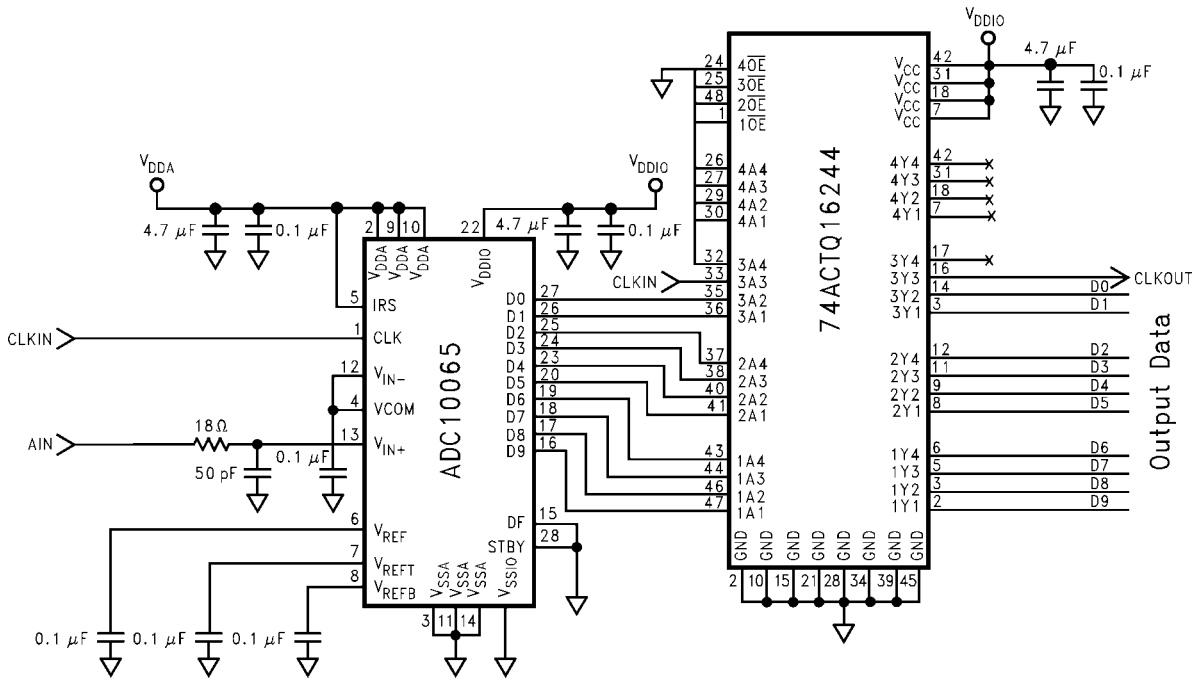 V_DDIO
4.7 µF
0.1 µF
24 4O̅E̅
25 3O̅E̅
48 2O̅E̅
1 1O̅E̅
V_CC 42
V_CC 31
V_CC 18
V_CC 7
74ACTQ16244
26 4A4
27 4A3
29 4A2
30 4A1
4Y4 42 x
4Y3 31 x
4Y2 18 x
4Y1 7 x
32 3A4
CLKIN 33 3A3
35 3A2
36 3A1
3Y4 17 x
3Y3 16 CLKOUT
3Y2 14 D0
3Y1 3 D1
37 2A4
38 2A3
40 2A2
41 2A1
2Y4 12 D2
2Y3 11 D3
2Y2 9 D4
2Y1 8 D5
43 1A4
44 1A3
46 1A2
47 1A1
1Y4 6 D6
1Y3 5 D7
1Y2 3 D8
1Y1 2 D9
Output Data
GND GND GND GND GND GND GND GND
2 10 15 21 28 34 39 45
V_DDA
4.7 µF
0.1 µF
V_DDIO
4.7 µF
0.1 µF
2 9 10 22
V_DDA V_DDA V_DDA V_DDIO
5 IRS
CLKIN 1 CLK
12 V_IN-
4 VCOM
AIN 18Ω 13 V_IN+
50 pF
0.1 µF
6 V_REF
7 V_REFT
8 V_REFB
0.1 µF
0.1 µF
0.1 µF
ADC10065
D0 27
D1 26
D2 25
D3 24
D4 23
D5 20
D6 19
D7 18
D8 17
D9 16
DF 15
STBY 28
V_SSA V_SSA V_SSA V_SSIO
3 11 14